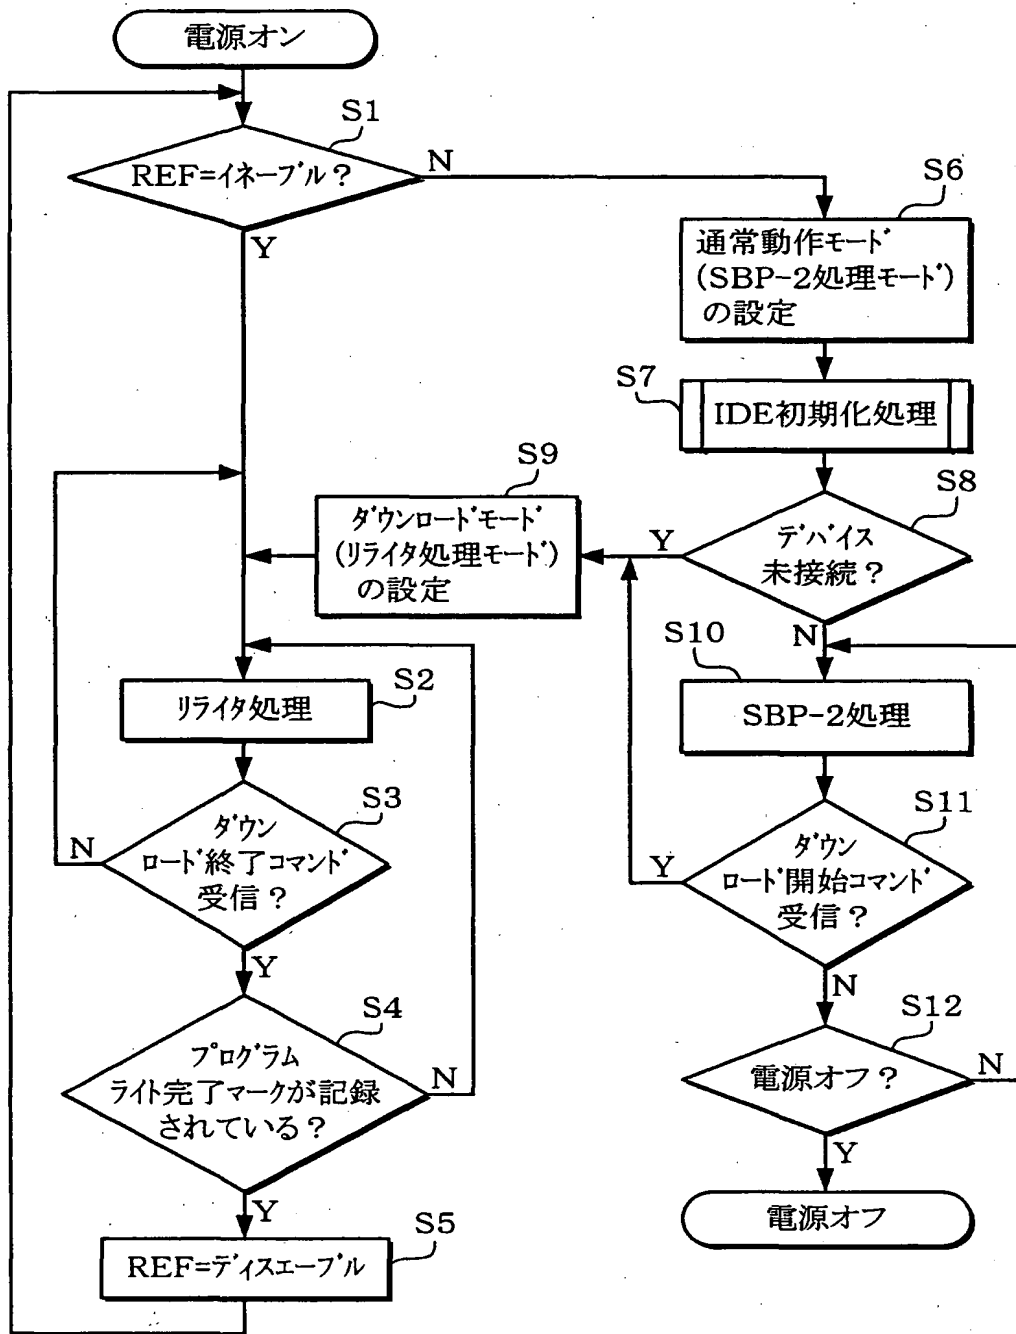 電源オン
S1
REF=イネーブル?
N
Y
S6
通常動作モード
(SBP-2処理モード)
の設定
S7
IDE初期化処理
S8
デバイス
未接続?
Y
N
S9
ダウンロードモード
(リライタ処理モード)
の設定
S2
リライタ処理
S10
SBP-2処理
S3
ダウン
ロード終了コマンド
受信?
N
Y
S11
ダウン
ロード開始コマンド
受信?
Y
N
S4
プログラム
ライト完了マークが記録
されている?
N
Y
S12
電源オフ?
N
Y
S5
REF=ディスエーブル
電源オフ